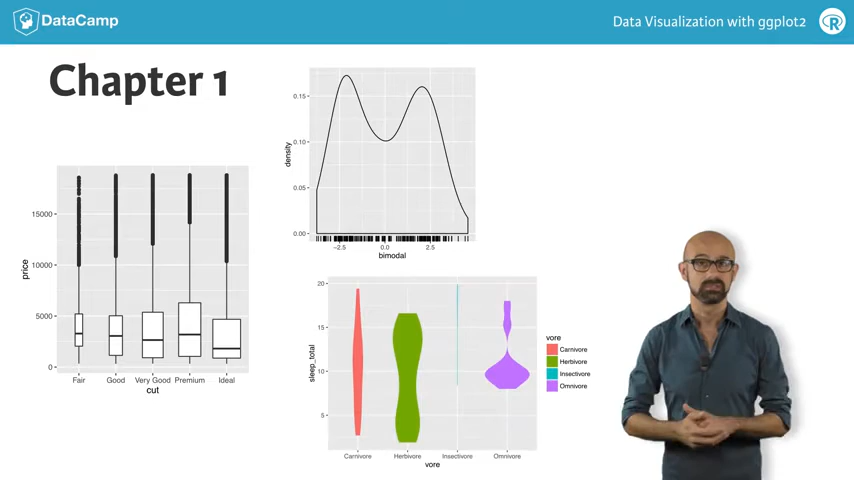 DataCamp
Data Visualization with ggplot2
R
Chapter 1
0.15
0.10
0.05
0.00
density
-2.5 0.0 2.5
bimodal
15000
10000
5000
0
price
Fair Good Very Good Premium Ideal
cut
20
15
10
5
sleep_total
Carnivore Herbivore Insectivore Omnivore
vore
vore
Carnivore
Herbivore
Insectivore
Omnivore